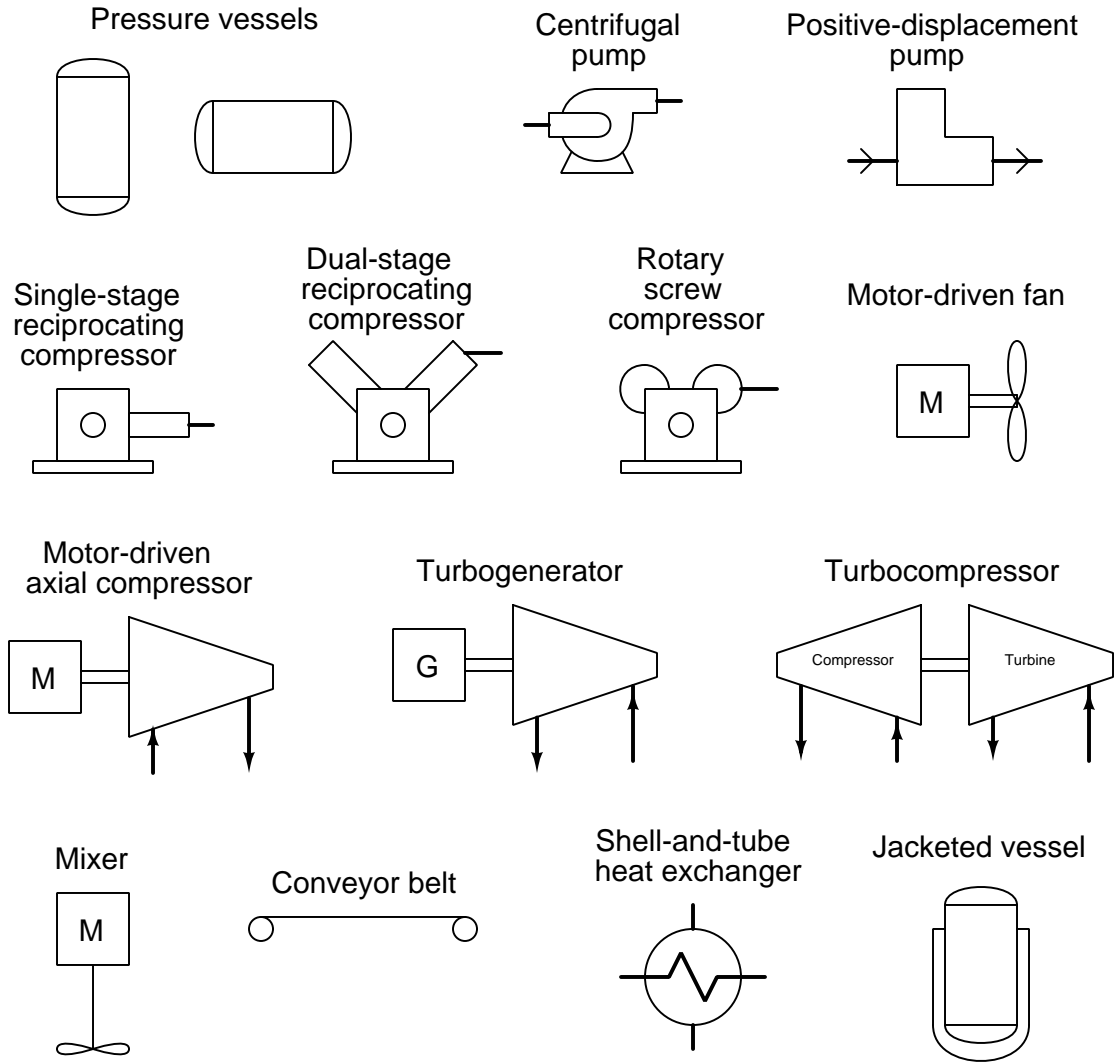 Pressure vessels
Centrifugal
pump
Positive-displacement
pump
Single-stage
reciprocating
compressor
Dual-stage
reciprocating
compressor
Rotary
screw
compressor
Motor-driven fan
M
Motor-driven
axial compressor
M
Turbogenerator
G
Turbocompressor
Compressor
Turbine
Mixer
M
Conveyor belt
Shell-and-tube
heat exchanger
Jacketed vessel